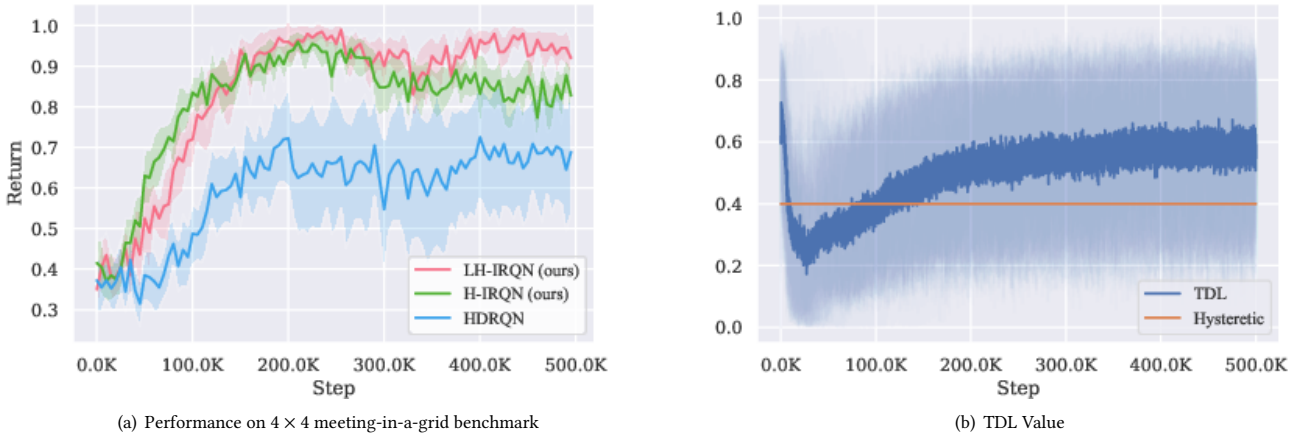 1.0
0.9
0.8
0.7
0.6
0.5
0.4
0.3
Return
LH-IRQN (ours)
H-IRQN (ours)
HDRQN
0.0K 100.0K 200.0K 300.0K 400.0K 500.0K
Step
(a) Performance on 4 × 4 meeting-in-a-grid benchmark
1.0
0.8
0.6
0.4
0.2
0.0
TDL
Hysteretic
0.0K 100.0K 200.0K 300.0K 400.0K 500.0K
Step
(b) TDL Value